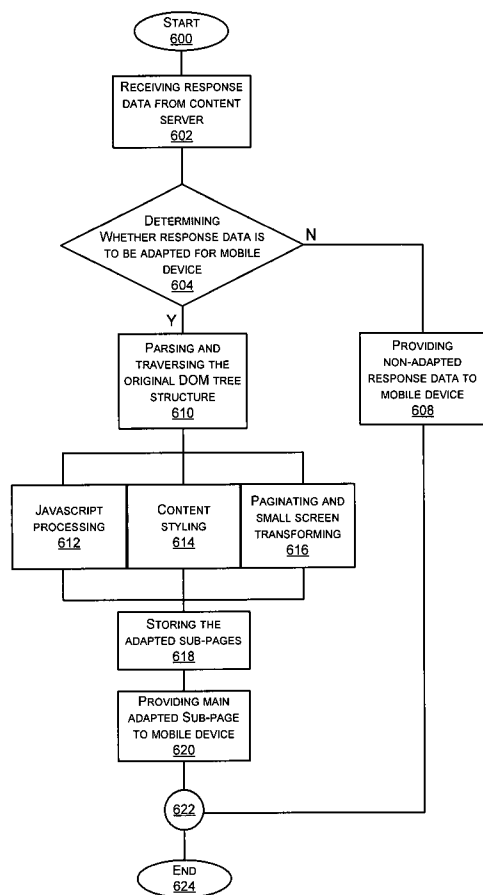 START
600
RECEIVING RESPONSE
DATA FROM CONTENT
SERVER
602
DETERMINING
WHETHER RESPONSE DATA IS
TO BE ADAPTED FOR MOBILE
DEVICE
604
N
Y
PARSING AND
TRAVERSING THE
ORIGINAL DOM TREE
STRUCTURE
610
PROVIDING
NON-ADAPTED
RESPONSE DATA TO
MOBILE DEVICE
608
JAVASCRIPT
PROCESSING
612
CONTENT
STYLING
614
PAGINATING AND
SMALL SCREEN
TRANSFORMING
616
STORING THE
ADAPTED SUB-PAGES
618
PROVIDING MAIN
ADAPTED SUB-PAGE
TO MOBILE DEVICE
620
622
END
624